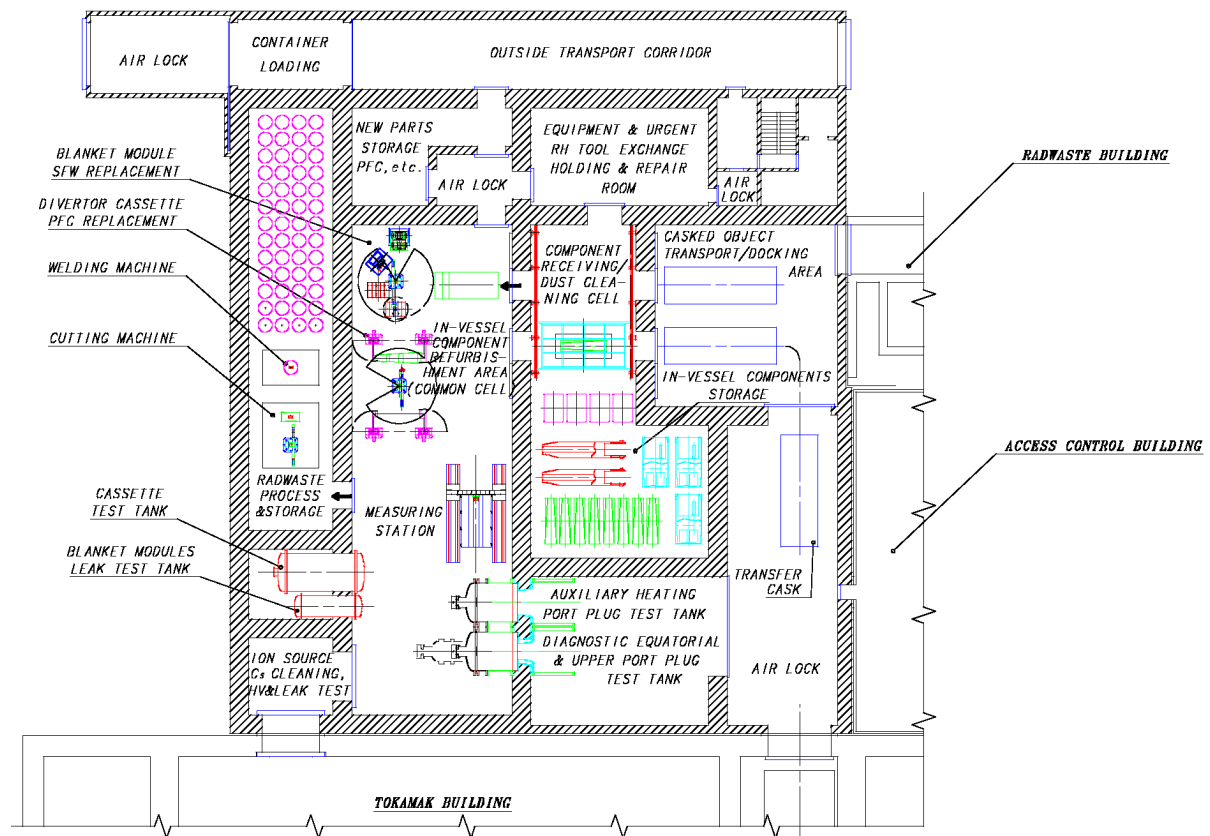 AIR LOCK
CONTAINER
LOADING
OUTSIDE TRANSPORT CORRIDOR
NEW PARTS
STORAGE
PFC, etc.
AIR LOCK
EQUIPMENT & URGENT
RH TOOL EXCHANGE
HOLDING & REPAIR
ROOM
AIR
LOCK
BLANKET MODULE
SFW REPLACEMENT
DIVERTOR CASSETTE
PFC REPLACEMENT
WELDING MACHINE
CUTTING MACHINE
CASSETTE
TEST TANK
BLANKET MODULES
LEAK TEST TANK
RADWASTE BUILDING
ACCESS CONTROL BUILDING
COMPONENT
RECEIVING/
DUST CLEA-
NING CELL
CASKED OBJECT
TRANSPORT/DOCKING
AREA
IN-VESSEL
COMPONENT
REFURBIS-
HMENT AREA
(COMMON CELL)
IN-VESSEL COMPONENTS
STORAGE
RADWASTE
PROCESS
&STORAGE
MEASURING
STATION
TRANSFER
CASK
AUXILIARY HEATING
PORT PLUG TEST TANK
DIAGNOSTIC EQUATORIAL
& UPPER PORT PLUG
TEST TANK
AIR LOCK
ION SOURCE
Cs CLEANING,
HV&LEAK TEST
TOKAMAK BUILDING